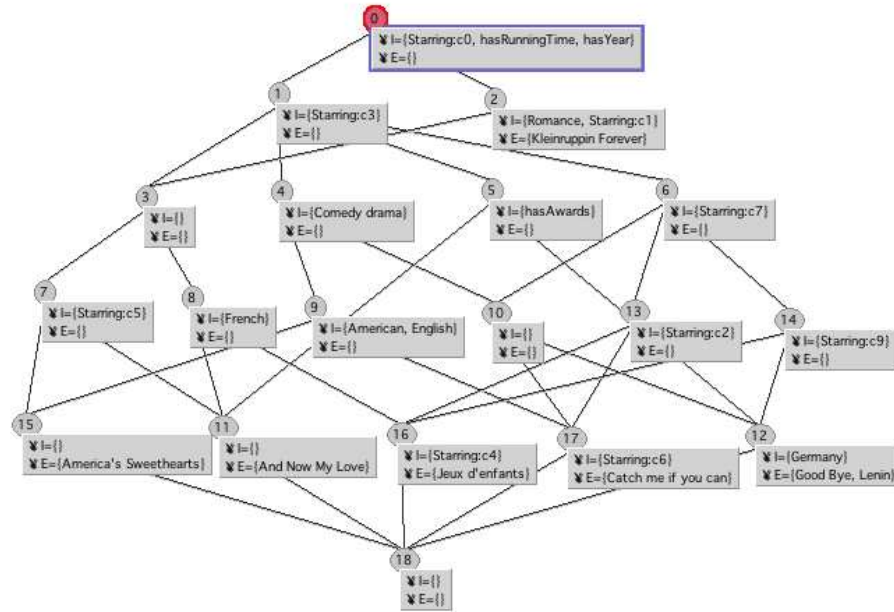 0
I={Starring:c0, hasRunningTime, hasYear}
E={}
1
I={Starring:c3}
E={}
2
I={Romance, Starring:c1}
E={Kleinruppin Forever}
3
I={}
E={}
4
I={Comedy drama}
E={}
5
I={hasAwards}
E={}
6
I={Starring:c7}
E={}
7
I={Starring:c5}
E={}
8
I={French}
E={}
9
I={American, English}
E={}
10
I={}
E={}
13
I={Starring:c2}
E={}
14
I={Starring:c9}
E={}
15
I={}
E={America's Sweethearts}
11
I={}
E={And Now My Love}
16
I={Starring:c4}
E={Jeux d'enfants}
17
I={Starring:c6}
E={Catch me if you can}
12
I={Germany}
E={Good Bye, Lenin}
18
I={}
E={}